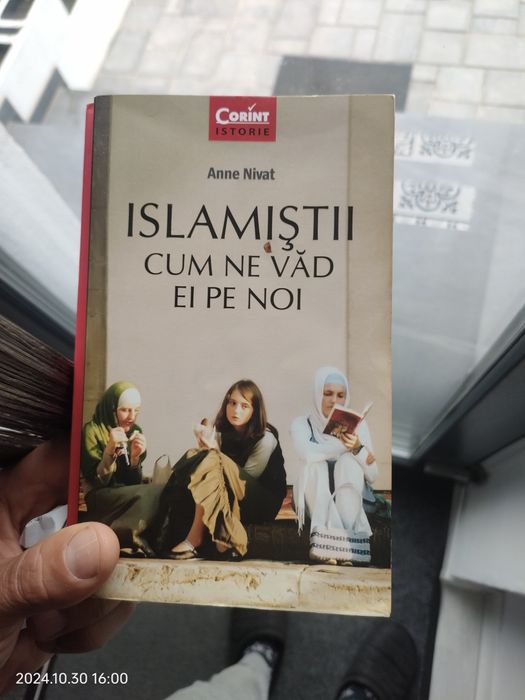 CORINT
ISTORIE
Anne Nivat
ISLAMIŞTII
CUM NE VĂD
EI PE NOI
2024.10.30 16:00